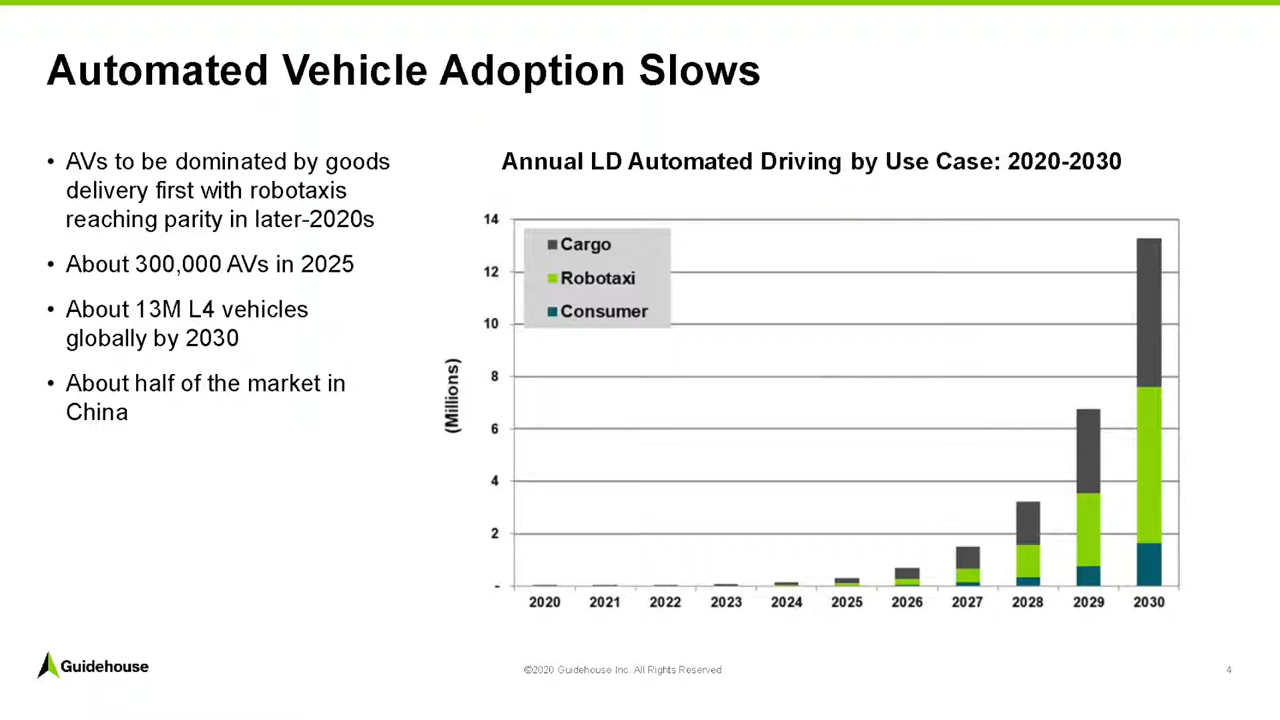 Automated Vehicle Adoption Slows
• AVs to be dominated by goods
delivery first with robotaxis
reaching parity in later-2020s
• About 300,000 AVs in 2025
• About 13M L4 vehicles
globally by 2030
• About half of the market in
China
Annual LD Automated Driving by Use Case: 2020-2030
(Millions)
14
12
10
8
6
4
2
-
Cargo
Robotaxi
Consumer
2020 2021 2022 2023 2024 2025 2026 2027 2028 2029 2030
Guidehouse
©2020 Guidehouse Inc. All Rights Reserved
4